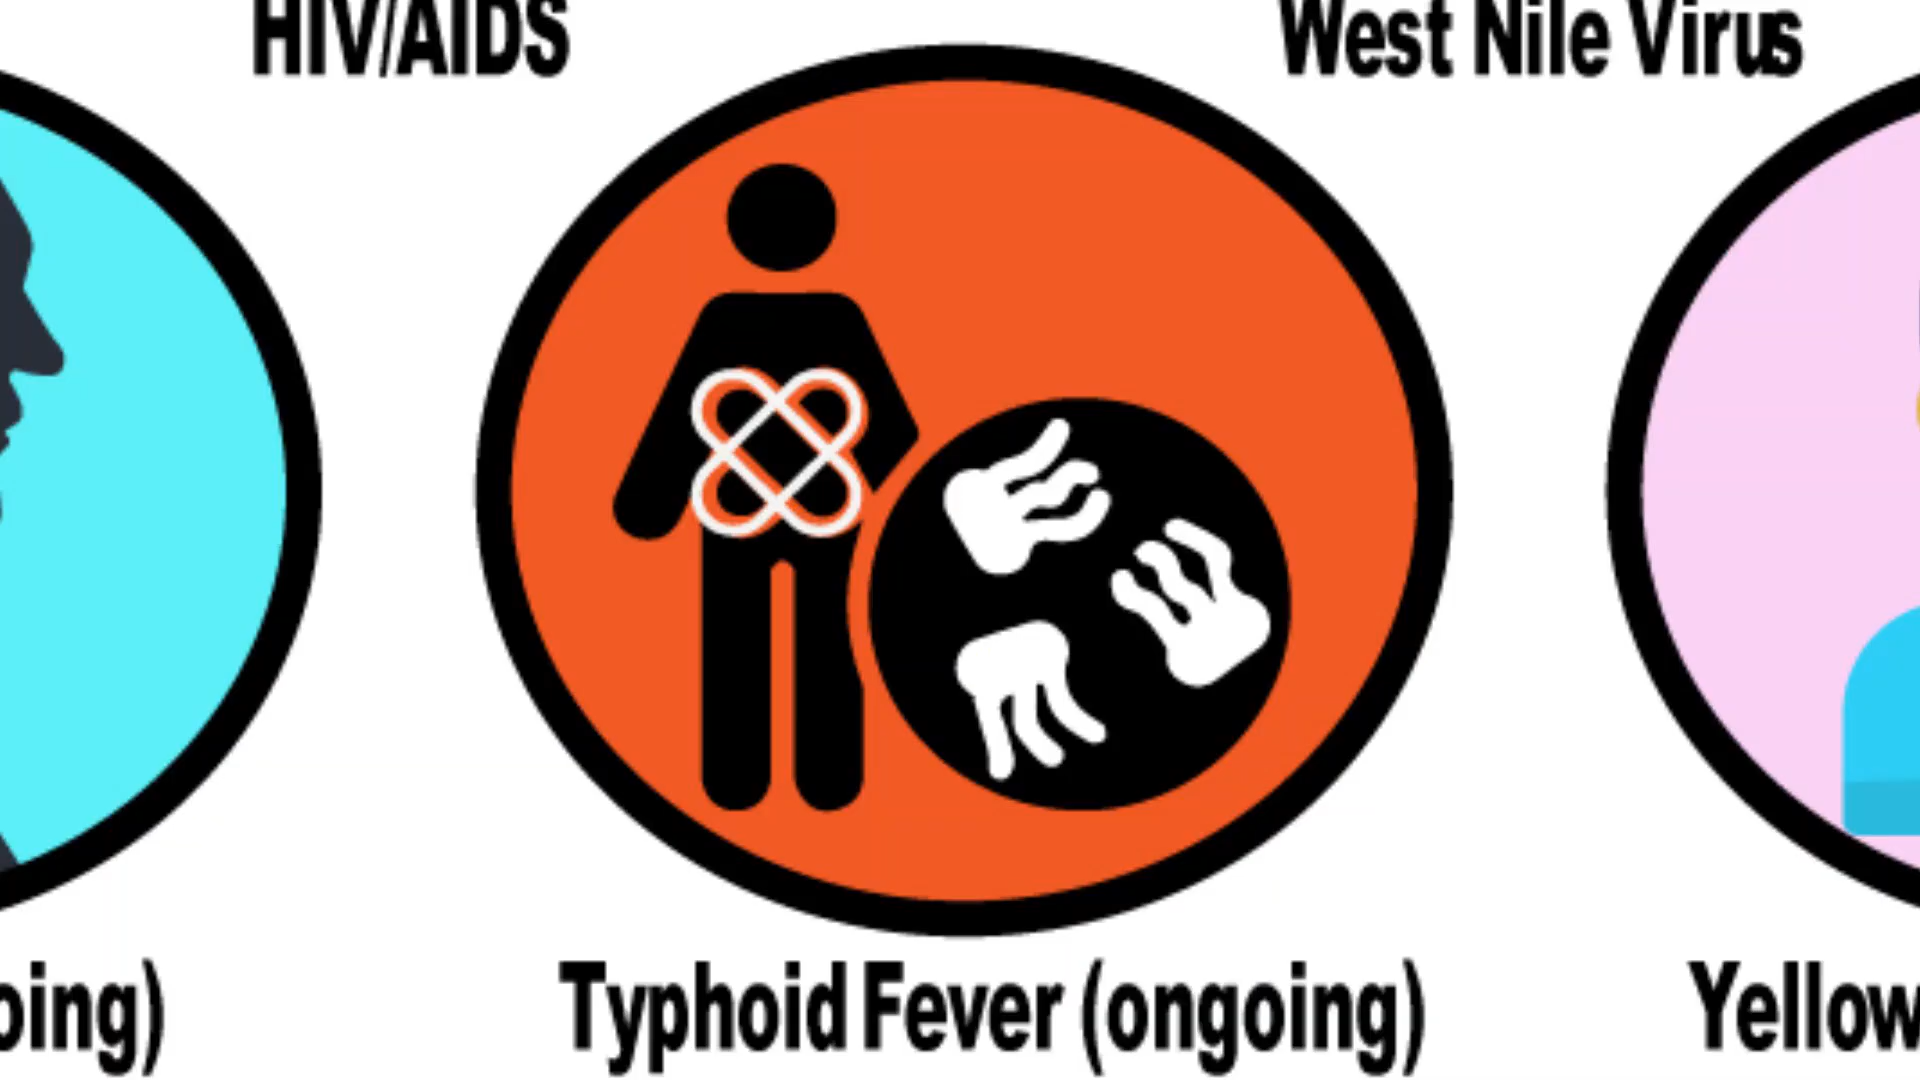 HIV/AIDS
West Nile Virus
oing)
Typhoid Fever (ongoing)
Yellow